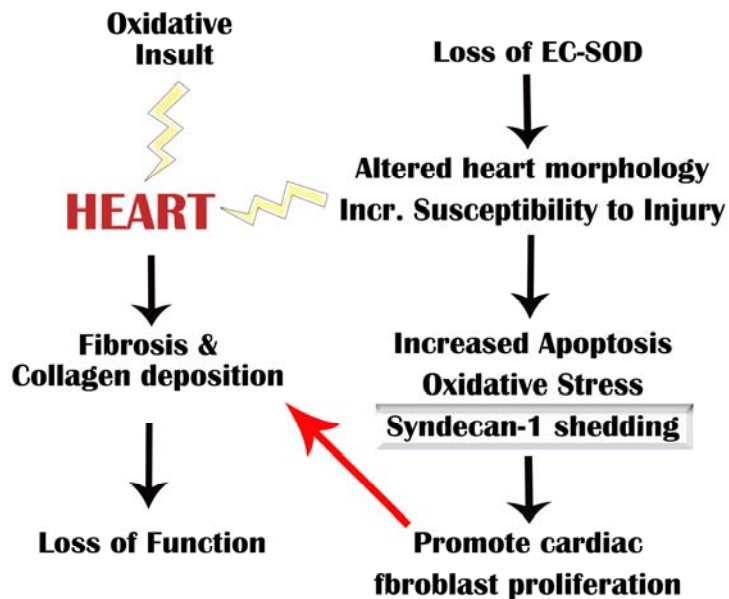 Oxidative
Insult
HEART
Fibrosis &
Collagen deposition
Loss of Function
Loss of EC-SOD
Altered heart morphology
Incr. Susceptibility to Injury
Increased Apoptosis
Oxidative Stress
Syndecan-1 shedding
Promote cardiac
fbroblast proliferation